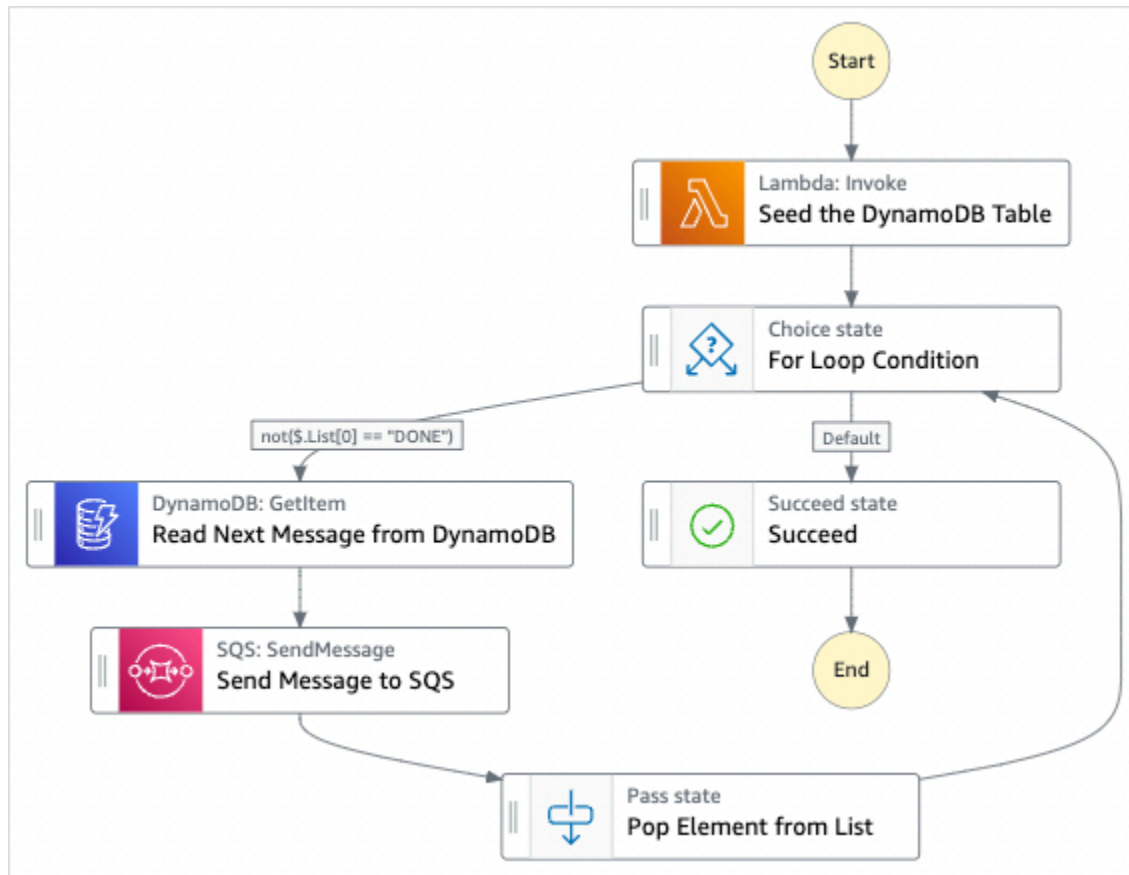 Start
Lambda: Invoke
Seed the DynamoDB Table
Choice state
For Loop Condition
not($.List[0] == "DONE")
Default
DynamoDB: GetItem
Read Next Message from DynamoDB
Succeed state
Succeed
SQS: SendMessage
Send Message to SQS
End
Pass state
Pop Element from List